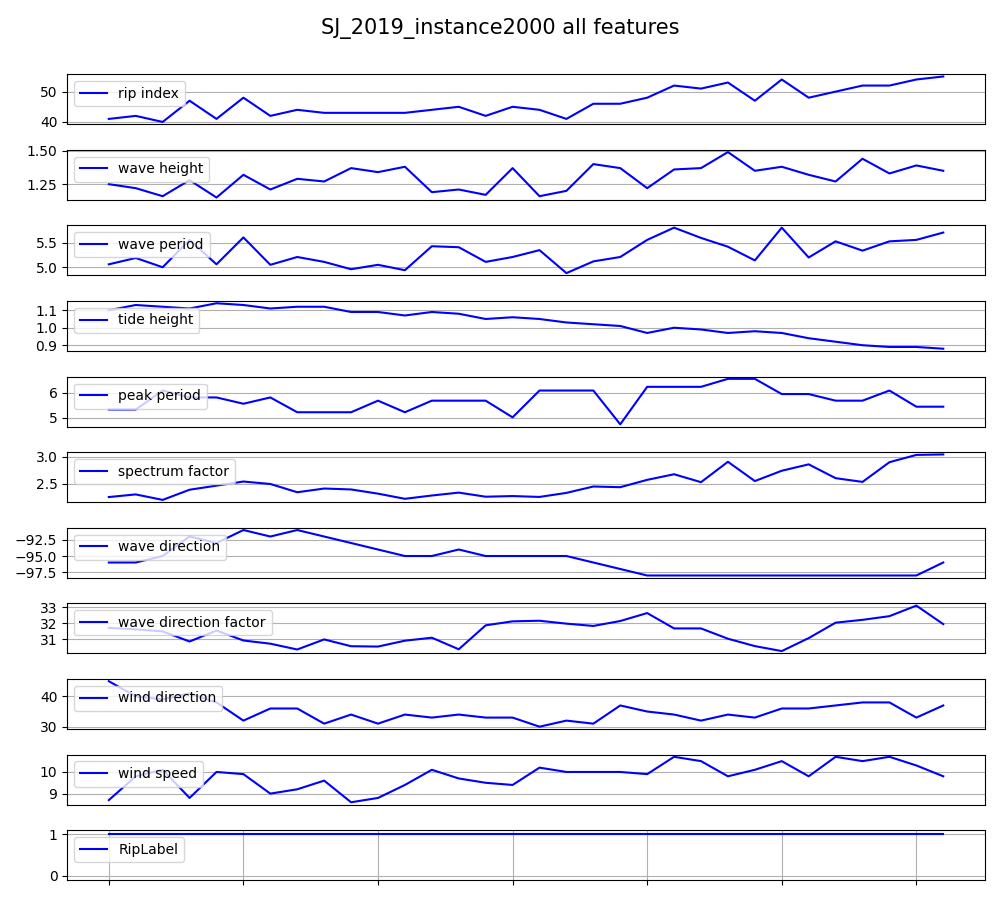 SJ_2019_instance2000 all features
50
40
rip index
1.50
1.25
wave height
5.5
5.0
wave period
1.1
1.0
0.9
tide height
6
5
peak period
3.0
2.5
spectrum factor
−92.5
−95.0
−97.5
wave direction
33
32
31
wave direction factor
40
30
wind direction
10
9
wind speed
1
0
RipLabel